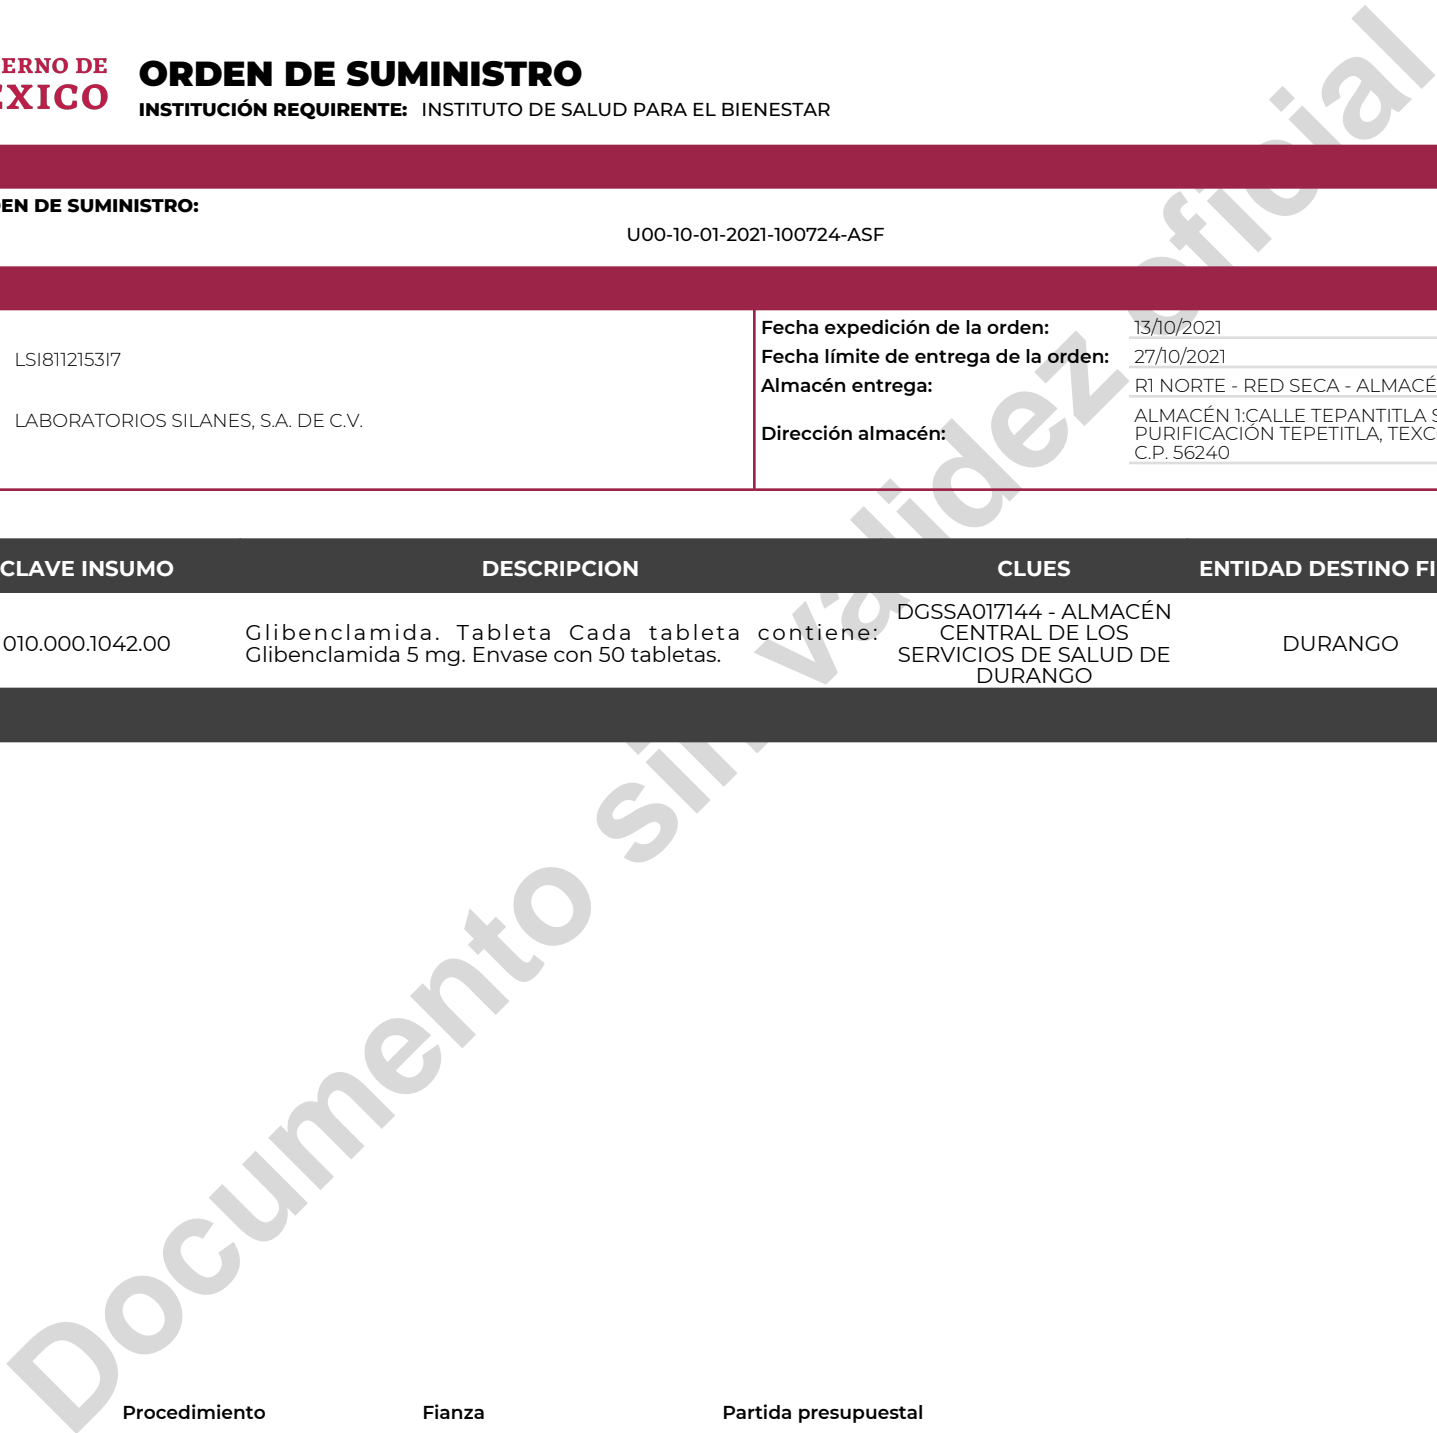 ERNO DE
ÉXICO
ORDEN DE SUMINISTRO
INSTITUCIÓN REQUIRENTE: INSTITUTO DE SALUD PARA EL BIENESTAR
EN DE SUMINISTRO:
U00-10-01-2021-100724-ASF
LSI8112153I7
LABORATORIOS SILANES, S.A. DE C.V.
Fecha expedición de la orden: 13/10/2021
Fecha límite de entrega de la orden: 27/10/2021
Almacén entrega: R1 NORTE - RED SECA - ALMACÉ
Dirección almacén:
ALMACÉN 1:CALLE TEPANTITLA S
PURIFICACIÓN TEPETITLA, TEXC
C.P. 56240
CLAVE INSUMO DESCRIPCION CLUES ENTIDAD DESTINO FI
010.000.1042.00
Glibenclamida. Tableta Cada tableta contiene:
Glibenclamida 5 mg. Envase con 50 tabletas.
DGSSA017144 - ALMACÉN
CENTRAL DE LOS
SERVICIOS DE SALUD DE
DURANGO
DURANGO
Documento sin validez oficial
Procedimiento Fianza Partida presupuestal